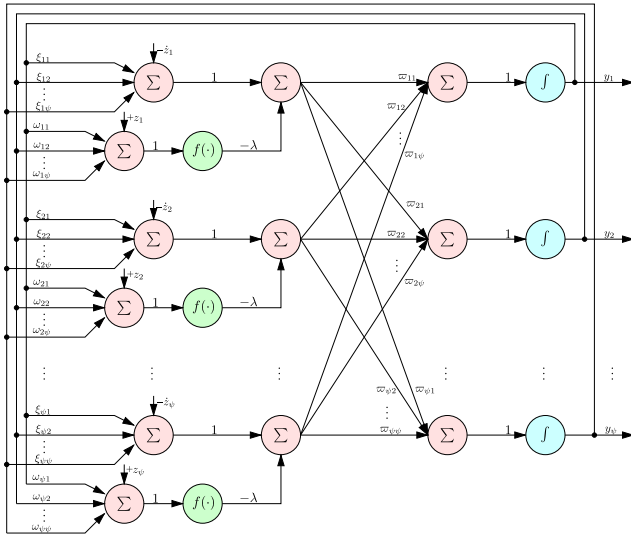 ξ₁₁ −ż₁
ξ₁₂ ∑ 1 ∑ ϖ₁₁ ∑ 1 ∫ y₁
⋮
ξ₁ψ ϖ₁₂
ω₁₁ +z₁ ⋮
ω₁₂ ∑ 1 f(·) −λ ϖ₁ψ
⋮
ω₁ψ
ξ₂₁ −ż₂ ϖ₂₁
ξ₂₂ ∑ 1 ∑ ϖ₂₂ ∑ 1 ∫ y₂
⋮
ξ₂ψ ⋮
ω₂₁ +z₂ ϖ₂ψ
ω₂₂ ∑ 1 f(·) −λ
⋮
ω₂ψ
⋮ ⋮ ⋮ ⋮ ⋮ ⋮
ξψ₁ −żψ ϖψ₂ ϖψ₁
⋮
ξψ₂ ∑ 1 ∑ ϖψψ ∑ 1 ∫ yψ
⋮
ξψψ
ωψ₁ +zψ
ωψ₂ ∑ 1 f(·) −λ
⋮
ωψψ